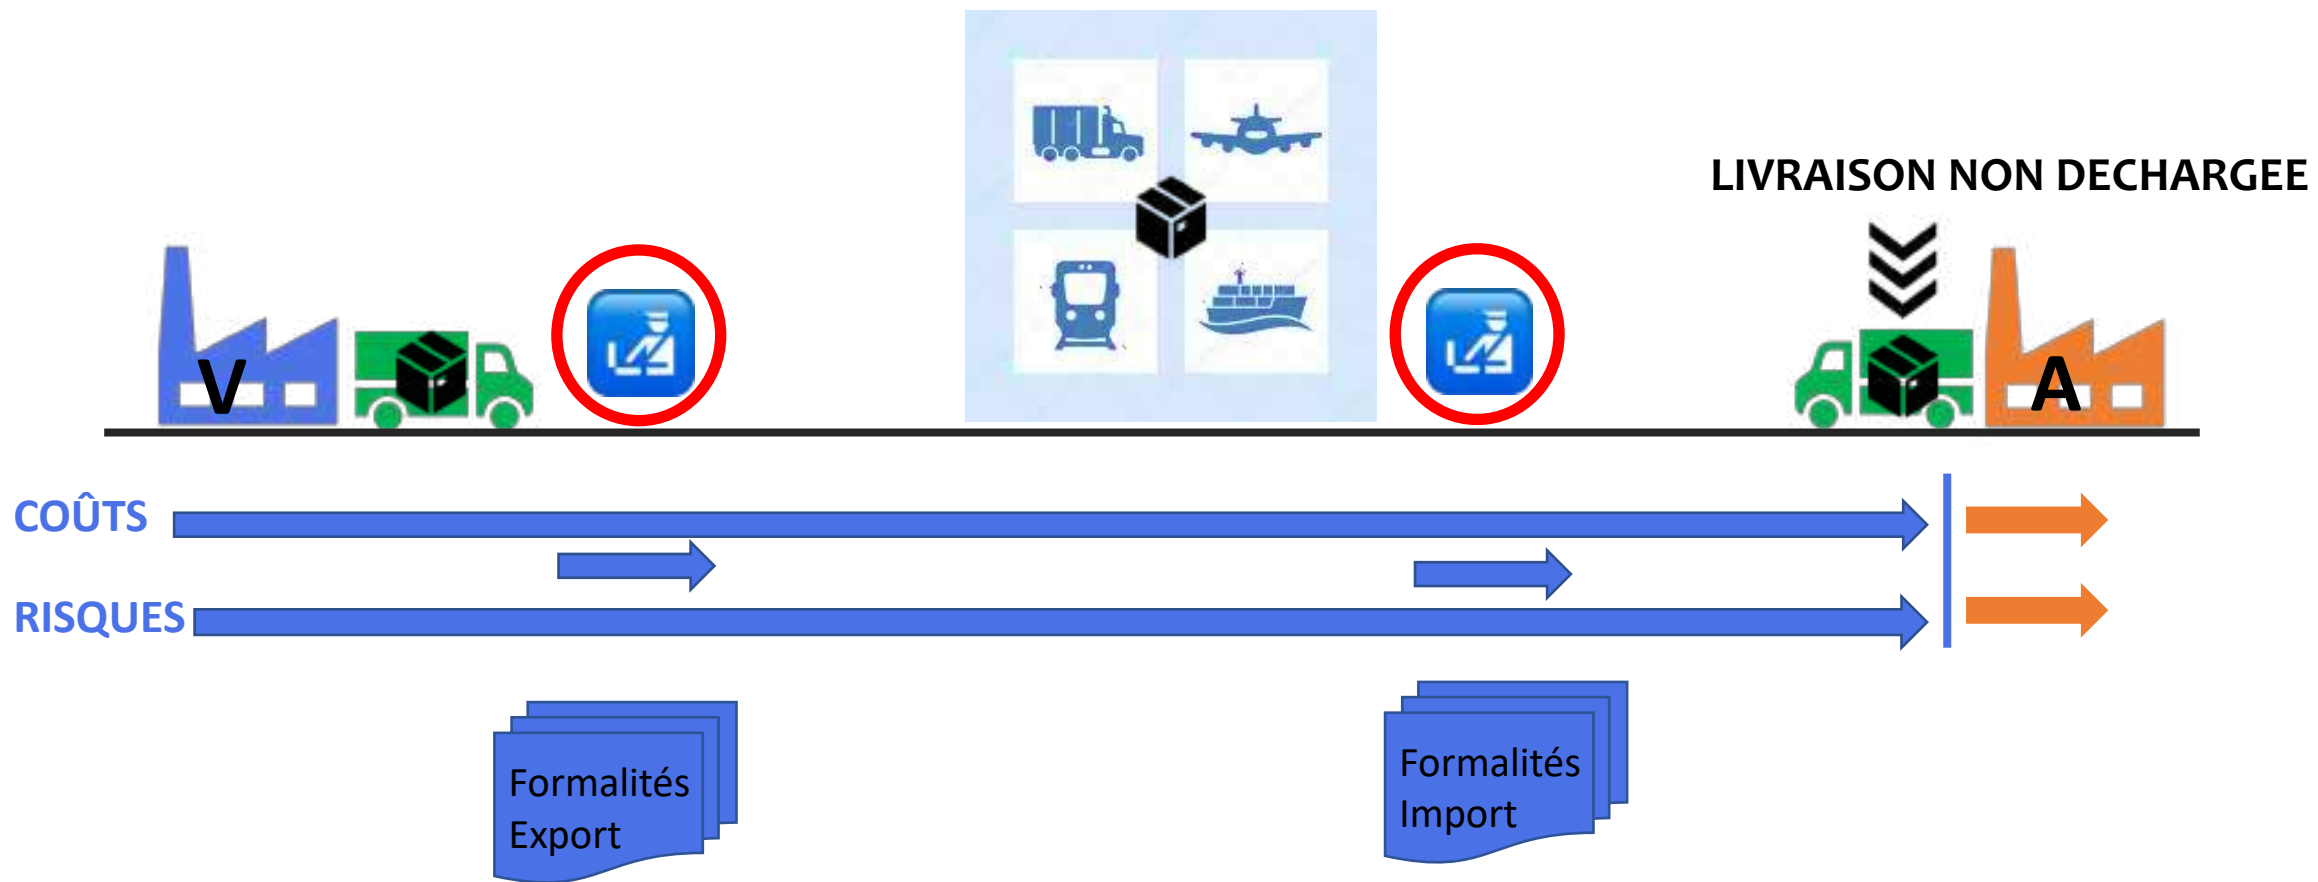 LIVRAISON NON DECHARGEE
V
A
COÛTS
RISQUES
Formalités
Export
Formalités
Import